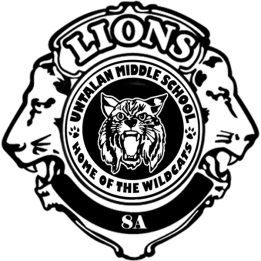 LIONS
UNTALAN MIDDLE SCHOOL
HOME OF THE WILDCATS
8A